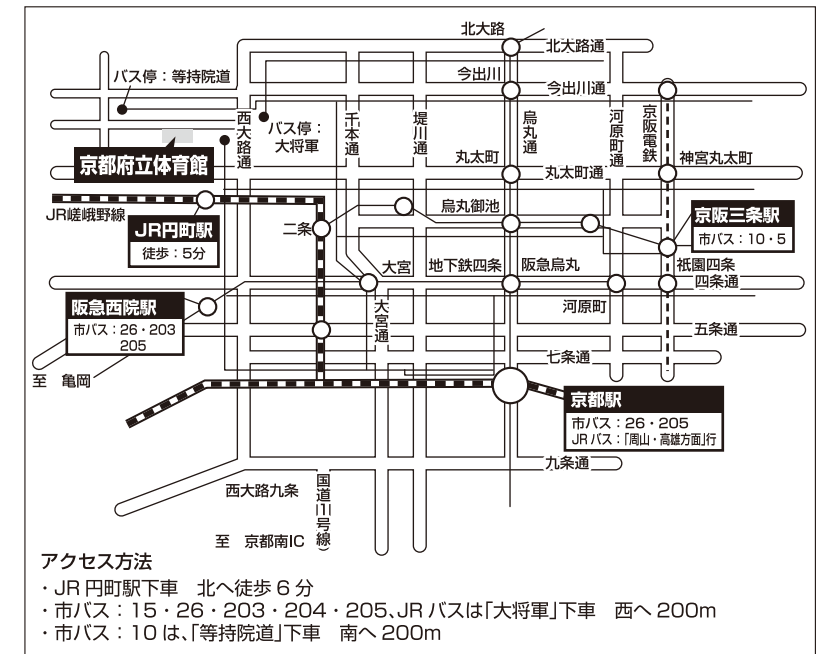 北大路
北大路通
バス停：等持院道
今出川
今出川通
西大路通
バス停：
大将軍
千本通
堀川通
烏丸通
河原町通
京阪電鉄
京都府立体育館
丸太町
丸太町通
神宮丸太町
JR嵯峨野線
JR円町駅
徒歩：5分
二条
烏丸御池
京阪三条駅
市バス：10・5
大宮
地下鉄四条
阪急烏丸
祇園四条
四条通
阪急西院駅
市バス：26・203
205
大宮通
河原町
五条通
七条通
至　亀岡
京都駅
市バス：26・205
JRバス：「周山・高雄方面」行
九条通
西大路九条
国道1号線
至　京都南IC
アクセス方法
・JR円町駅下車　北へ徒歩6分
・市バス：15・26・203・204・205、JRバスは「大将軍」下車　西へ200m
・市バス：10は、「等持院道」下車　南へ200m